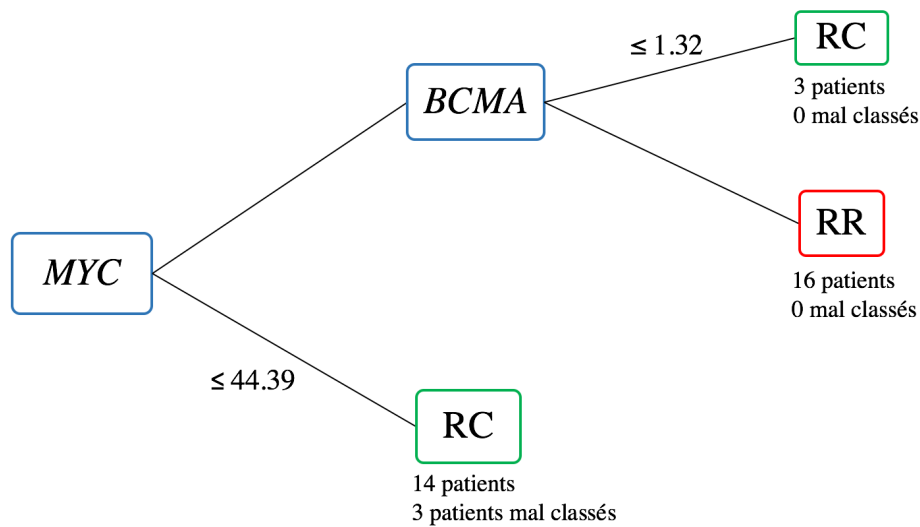 ≤ 1.32
RC
3 patients
0 mal classés
BCMA
RR
16 patients
0 mal classés
MYC
≤ 44.39
RC
14 patients
3 patients mal classés